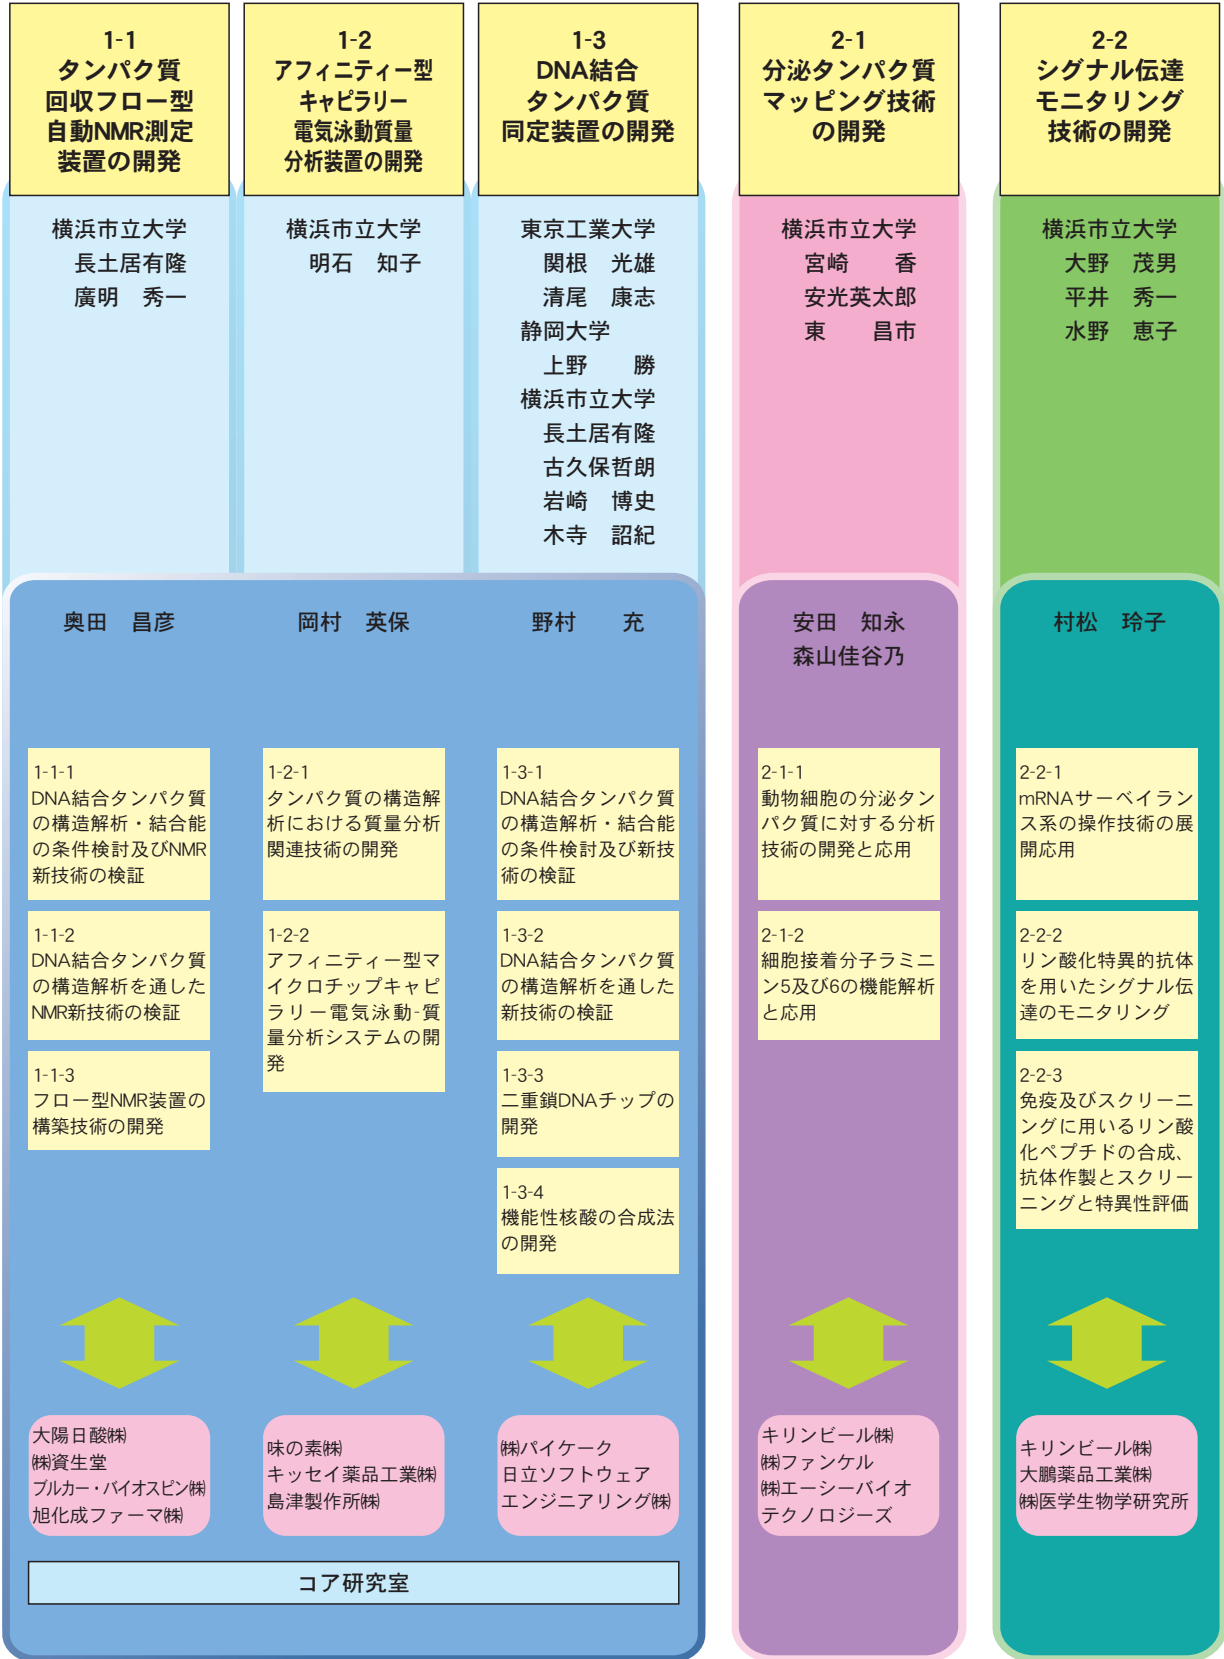 1-1
タンパク質
回収フロー型
自動NMR測定
装置の開発
横浜市立大学
長土居有隆
廣明　秀一
奥田　昌彦
1-1-1
DNA結合タンパク質
の構造解析・結合能
の条件検討及びNMR
新技術の検証
1-1-2
DNA結合タンパク質
の構造解析を通した
NMR新技術の検証
1-1-3
フロー型NMR装置の
構築技術の開発
大陽日酸㈱
㈱資生堂
ブルカー・バイオスピン㈱
旭化成ファーマ㈱
1-2
アフィニティー型
キャピラリー
電気泳動質量
分析装置の開発
横浜市立大学
明石　知子
岡村　英保
1-2-1
タンパク質の構造解
析における質量分析
関連技術の開発
1-2-2
アフィニティー型マ
イクロチップキャピ
ラリー電気泳動-質
量分析システムの開
発
味の素㈱
キッセイ薬品工業㈱
島津製作所㈱
1-3
DNA結合
タンパク質
同定装置の開発
東京工業大学
関根　光雄
清尾　康志
静岡大学
上野　　勝
横浜市立大学
長土居有隆
古久保哲朗
岩崎　博史
木寺　詔紀
野村　　充
1-3-1
DNA結合タンパク質
の構造解析・結合能
の条件検討及び新技
術の検証
1-3-2
DNA結合タンパク質
の構造解析を通した
新技術の検証
1-3-3
二重鎖DNAチップの
開発
1-3-4
機能性核酸の合成法
の開発
㈱パイケーク
日立ソフトウェア
エンジニアリング㈱
コア研究室
2-1
分泌タンパク質
マッピング技術
の開発
横浜市立大学
宮崎　　香
安光英太郎
東　　昌市
安田　知永
森山佳谷乃
2-1-1
動物細胞の分泌タン
パク質に対する分析
技術の開発と応用
2-1-2
細胞接着分子ラミニ
ン5及び6の機能解析
と応用
キリンビール㈱
㈱ファンケル
㈱エーシーバイオ
テクノロジーズ
2-2
シグナル伝達
モニタリング
技術の開発
横浜市立大学
大野　茂男
平井　秀一
水野　恵子
村松　玲子
2-2-1
mRNAサーベイラン
ス系の操作技術の展
開応用
2-2-2
リン酸化特異的抗体
を用いたシグナル伝
達のモニタリング
2-2-3
免疫及びスクリーニ
ングに用いるリン酸
化ペプチドの合成、
抗体作製とスクリー
ニングと特異性評価
キリンビール㈱
大鵬薬品工業㈱
㈱医学生物学研究所